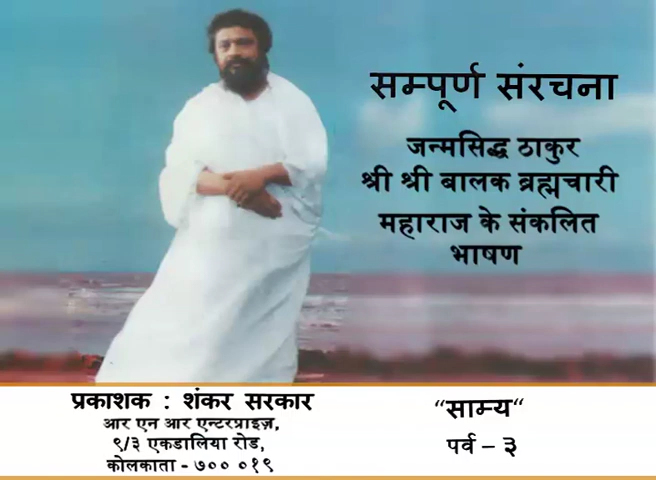 सम्पूर्ण संरचना
जन्मसिद्ध ठाकुर
श्री श्री बालक ब्रह्मचारी
महाराज के संकलित
भाषण
प्रकाशक : शंकर सरकार
आर एन आर एन्टरप्राइज़,
९/३ एकडालिया रोड,
कोलकाता - ७०० ०१९
“साम्य“
पर्व – ३